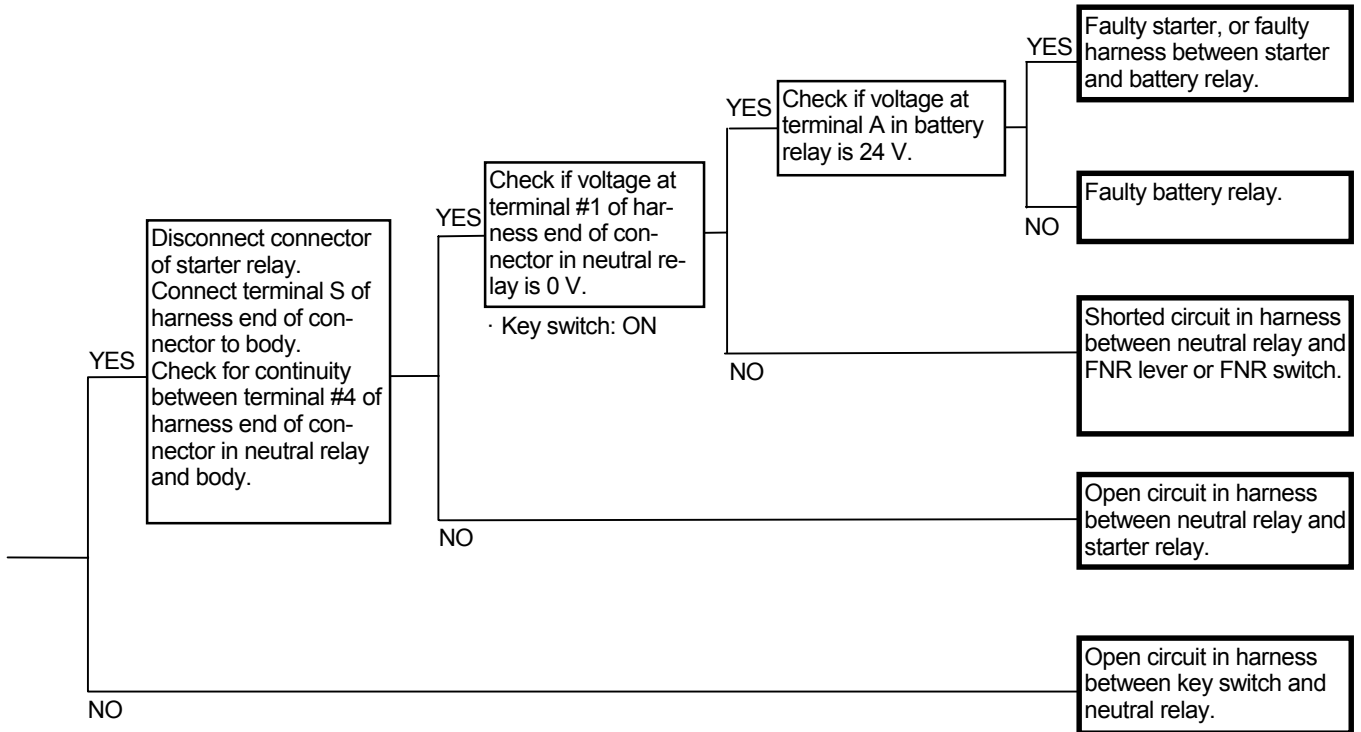 YES
Faulty starter, or faulty
harness between starter
and battery relay.
YES
Check if voltage at
terminal A in battery
relay is 24 V.
NO
Faulty battery relay.
YES
Check if voltage at
terminal #1 of har-
ness end of con-
nector in neutral re-
lay is 0 V.
· Key switch: ON
NO
Shorted circuit in harness
between neutral relay and
FNR lever or FNR switch.
YES
Disconnect connector
of starter relay.
Connect terminal S of
harness end of con-
nector to body.
Check for continuity
between terminal #4 of
harness end of con-
nector in neutral relay
and body.
NO
Open circuit in harness
between neutral relay and
starter relay.
NO
Open circuit in harness
between key switch and
neutral relay.